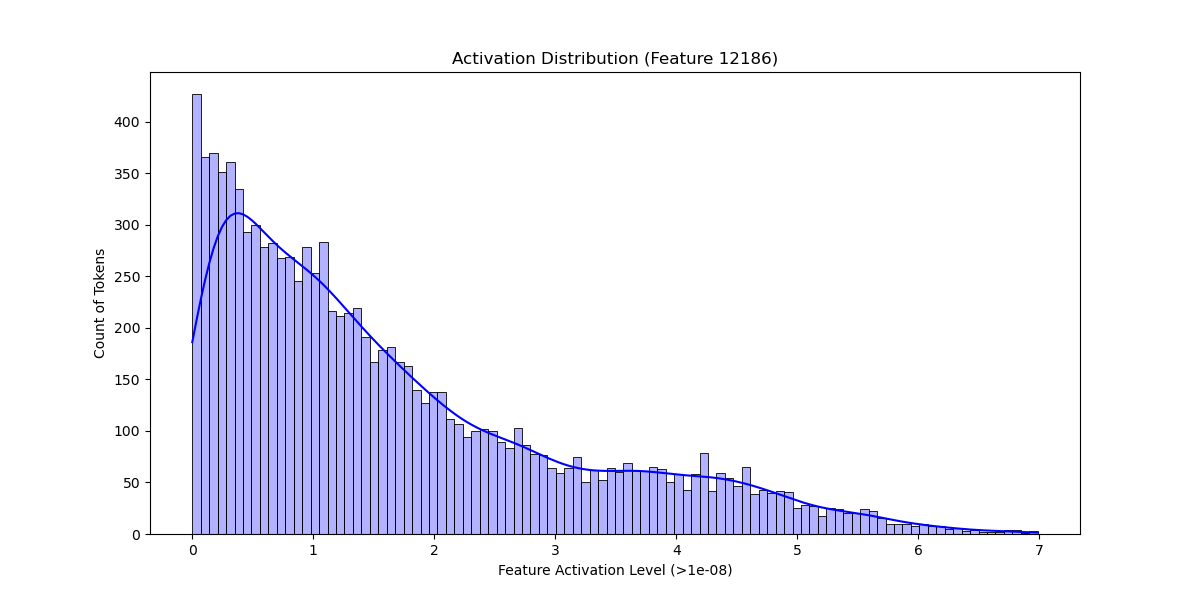 Activation Distribution (Feature 12186)
Count of Tokens
400
350
300
250
200
150
100
50
0
0 1 2 3 4 5 6 7
Feature Activation Level (>1e-08)